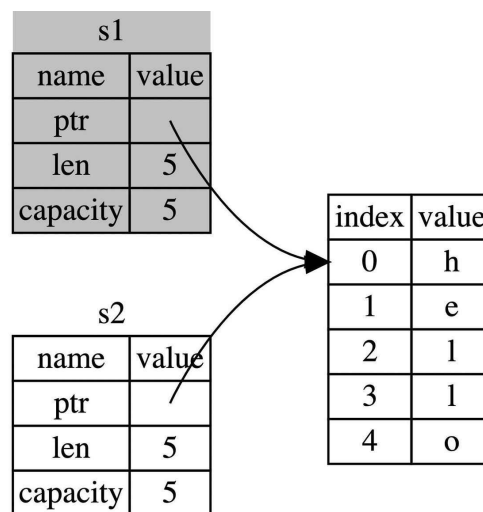 s1
name value
ptr
len 5
capacity 5
s2
name value
ptr
len 5
capacity 5
index value
0 h
1 e
2 l
3 l
4 o